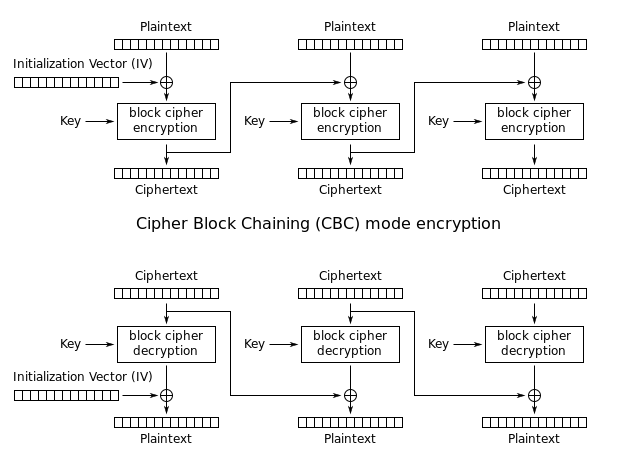 Plaintext Plaintext Plaintext
Initialization Vector (IV)
Key block cipher encryption Key block cipher encryption Key block cipher encryption
Ciphertext Ciphertext Ciphertext
Cipher Block Chaining (CBC) mode encryption
Ciphertext Ciphertext Ciphertext
Key block cipher decryption Key block cipher decryption Key block cipher decryption
Initialization Vector (IV)
Plaintext Plaintext Plaintext